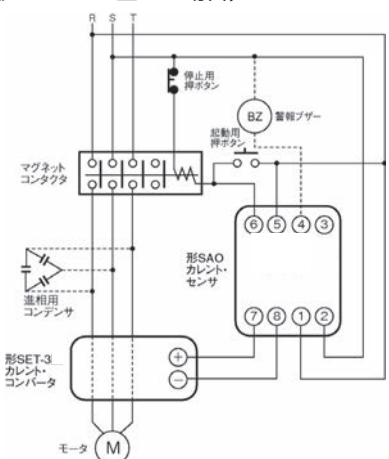 R S T
停止用
押ボタン
BZ 警報ブザー
起動用
押ボタン
マグネット
コンタクタ
⑥ ⑤ ④ ③
形SAO
カレント・
センサ
進相用
コンデンサ
⑦ ⑧ ① ②
形SET-3
カレント・
コンバータ
+
−
モータ M